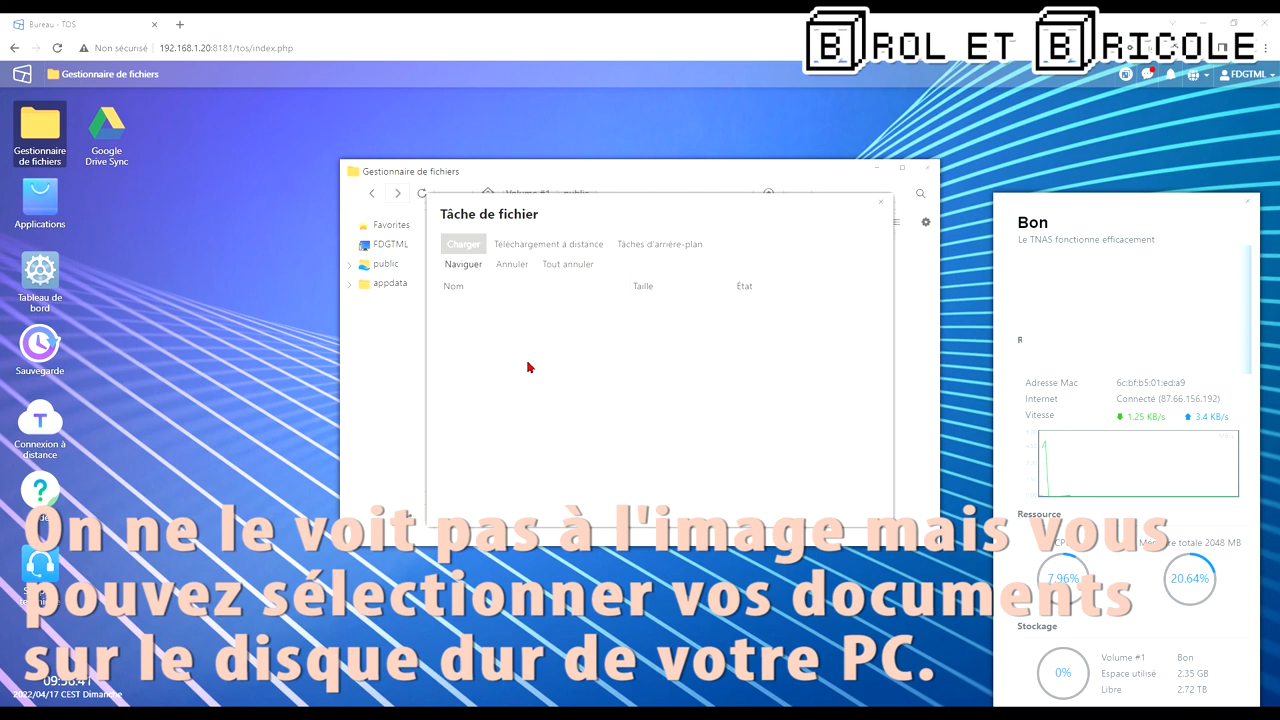 Bureau - TOS
Non sécurisé
192.168.1.20:8181/tos/index.php
BROL ET BRICOLE
Gestionnaire de fichiers
FDGTML
Gestionnaire
de fichiers
Google
Drive Sync
Applications
Tableau de
bord
Sauvegarde
Connexion à
distance
Gestionnaire de fichiers
Volume #1
public
Favorites
FDGTML
public
appdata
Tâche de fichier
Charger
Téléchargement à distance
Tâches d'arrière-plan
Naviguer
Annuler
Tout annuler
Nom
Taille
État
Bon
Le TNAS fonctionne efficacement
Adresse Mac 6c:bf:b5:01:ed:a9
Internet Connecté (87.66.156.192)
Vitesse 1.25 KB/s 3.4 KB/s
Ressource
totale 2048 MB
7.96%
20.64%
Stockage
0%
Volume #1 Bon
Espace utilisé 2.35 GB
Libre 2.72 TB
On ne le voit pas à l'image mais vous
pouvez sélectionner vos documents
sur le disque dur de votre PC.
2022/04/17 CEST Dimanche